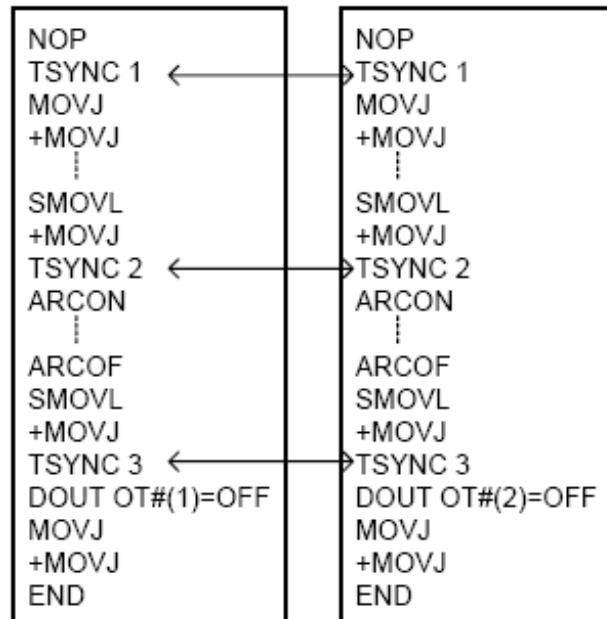 NOP
TSYNC 1
MOVJ
+MOVJ
SMOVL
+MOVJ
TSYNC 2
ARCON
ARCOF
SMOVL
+MOVJ
TSYNC 3
DOUT OT#(1)=OFF
MOVJ
+MOVJ
END
NOP
TSYNC 1
MOVJ
+MOVJ
SMOVL
+MOVJ
TSYNC 2
ARCON
ARCOF
SMOVL
+MOVJ
TSYNC 3
DOUT OT#(2)=OFF
MOVJ
+MOVJ
END